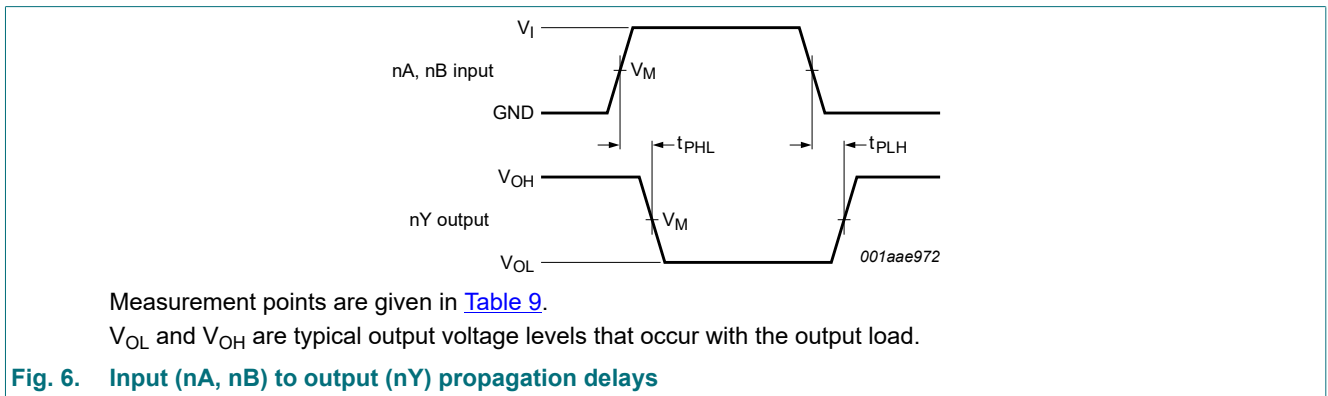 VI
nA, nB input
VM
GND
tPHL
tPLH
VOH
nY output
VM
VOL
001aae972
Measurement points are given in Table 9.
VOL and VOH are typical output voltage levels that occur with the output load.
Fig. 6. Input (nA, nB) to output (nY) propagation delays